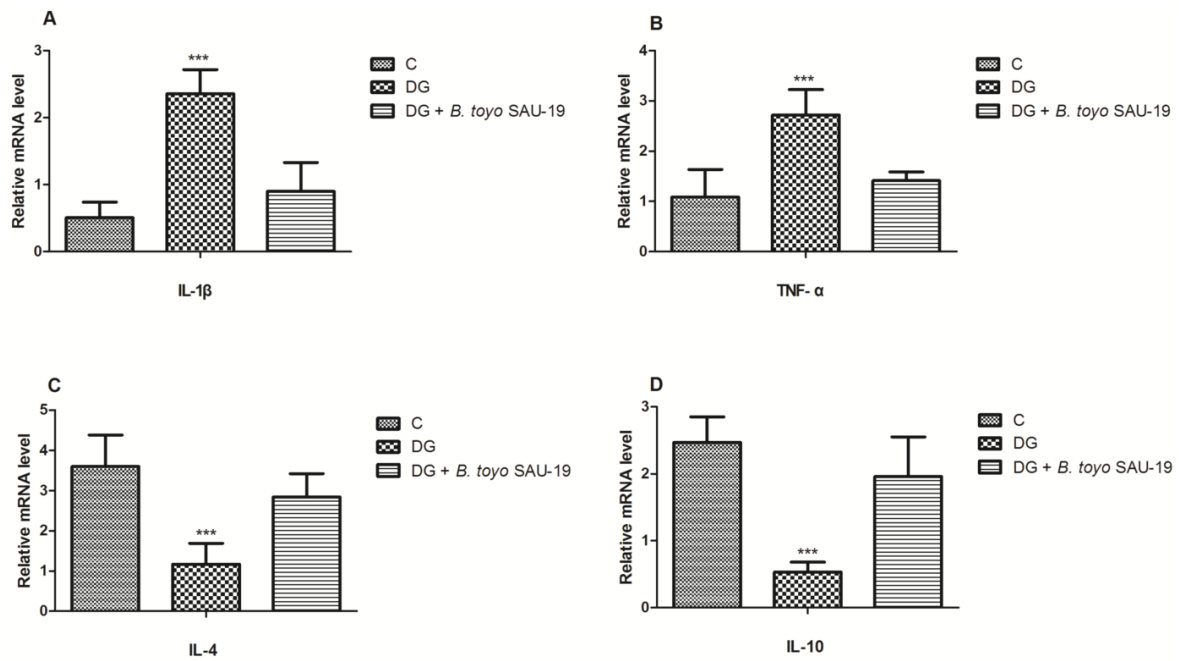 A
Relative mRNA level
3
2
1
0
***
IL-1β
C
DG
DG + B. toyo SAU-19
B
Relative mRNA level
4
3
2
1
0
***
TNF- α
C
DG
DG + B. toyo SAU-19
C
Relative mRNA level
5
4
3
2
1
0
***
IL-4
C
DG
DG + B. toyo SAU-19
D
Relative mRNA level
3
2
1
0
***
IL-10
C
DG
DG + B. toyo SAU-19